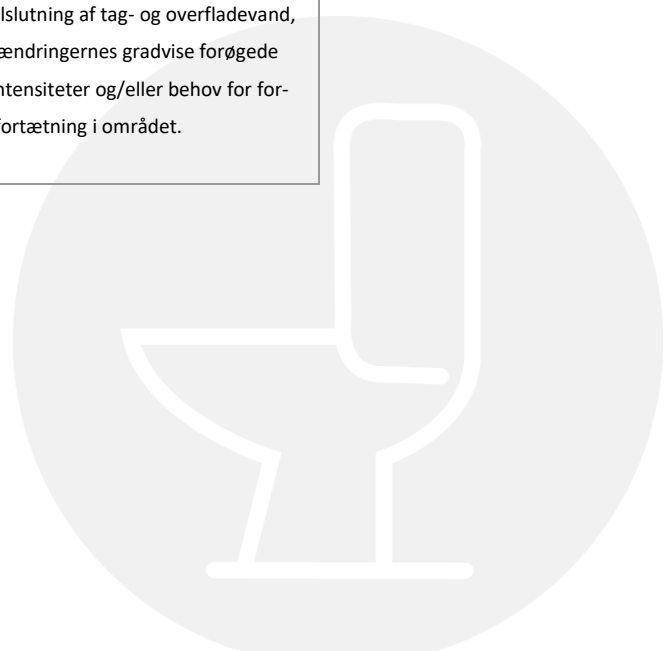 lslutning af tag- og overfladevand,
ændringernes gradvise forøgede
ntensiteter og/eller behov for for-
fortætning i området.